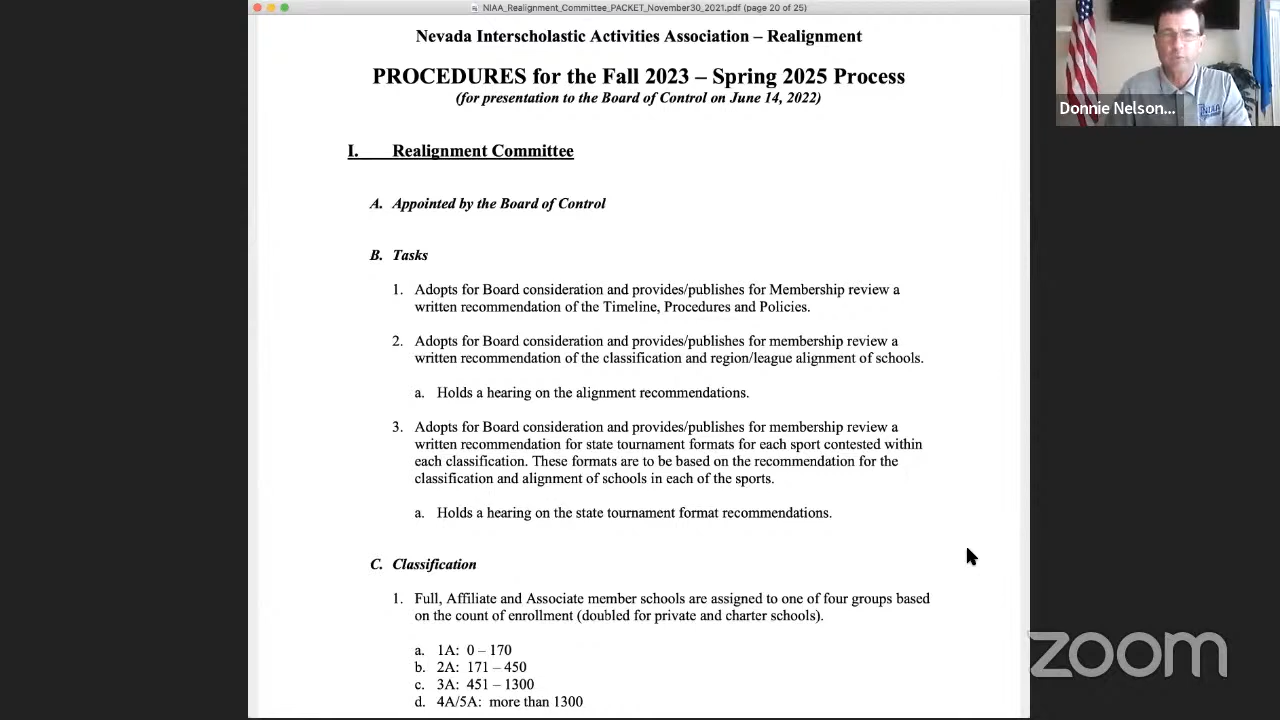 NIAA_Realignment_Committee_PACKET_November30_2021.pdf (page 20 of 25)
Nevada Interscholastic Activities Association – Realignment
PROCEDURES for the Fall 2023 – Spring 2025 Process
(for presentation to the Board of Control on June 14, 2022)
Donnie Nelson...
I. Realignment Committee
A. Appointed by the Board of Control
B. Tasks
1. Adopts for Board consideration and provides/publishes for Membership review a
written recommendation of the Timeline, Procedures and Policies.
2. Adopts for Board consideration and provides/publishes for membership review a
written recommendation of the classification and region/league alignment of schools.
a. Holds a hearing on the alignment recommendations.
3. Adopts for Board consideration and provides/publishes for membership review a
written recommendation for state tournament formats for each sport contested within
each classification. These formats are to be based on the recommendation for the
classification and alignment of schools in each of the sports.
a. Holds a hearing on the state tournament format recommendations.
C. Classification
1. Full, Affiliate and Associate member schools are assigned to one of four groups based
on the count of enrollment (doubled for private and charter schools).
a. 1A: 0 – 170
b. 2A: 171 – 450
c. 3A: 451 – 1300
d. 4A/5A: more than 1300
zoom